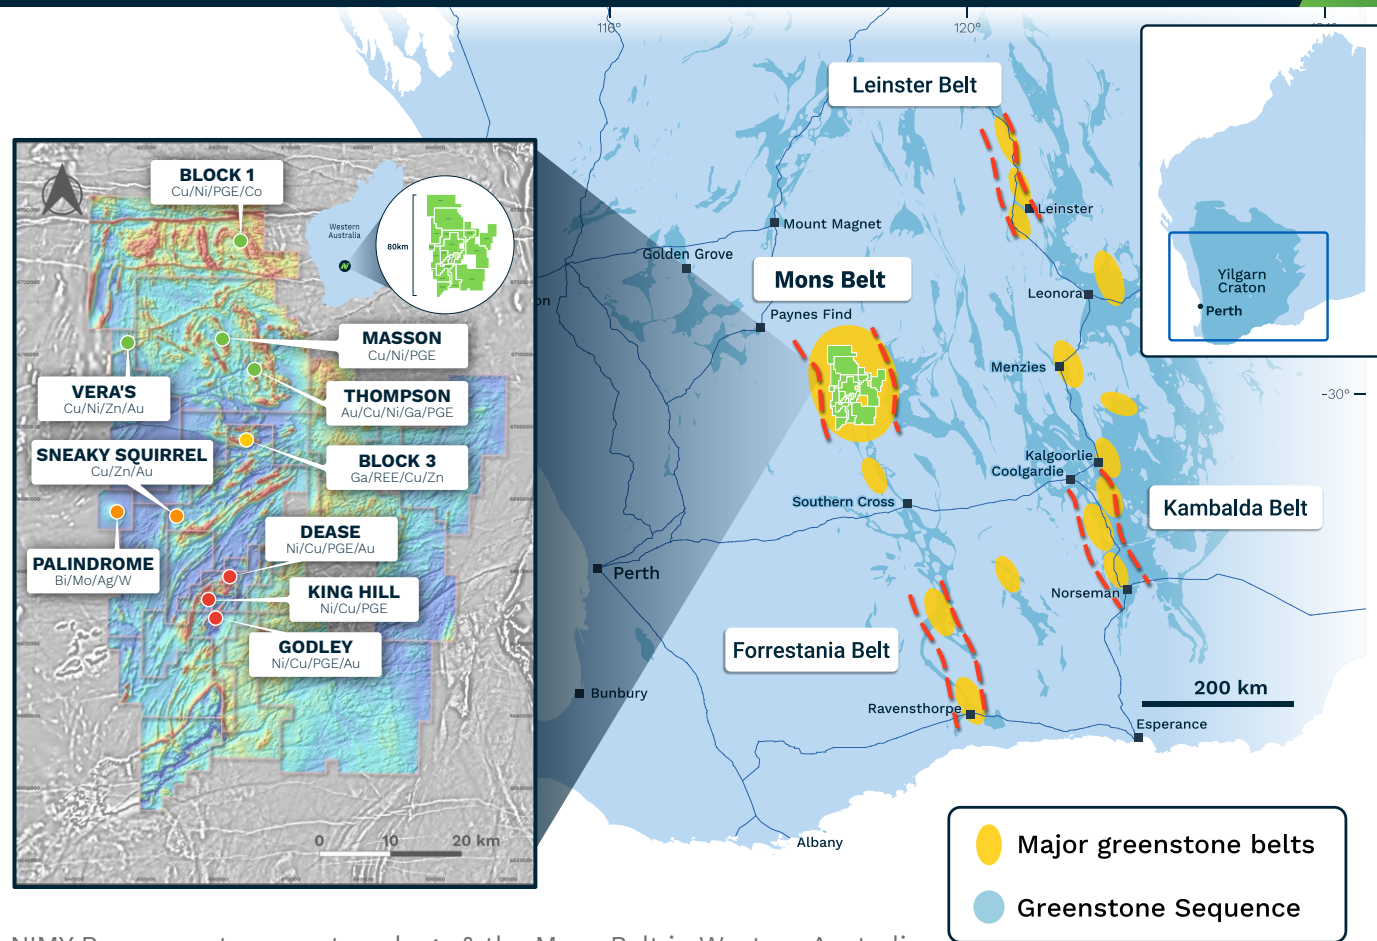 116°
120°
Leinster Belt
BLOCK 1
Cu/Ni/PGE/Co
Western
Australia
80km
Leinster
Mount Magnet
Golden Grove
Mons Belt
Yilgarn
Craton
Perth
Leonora
on
Paynes Find
MASSON
Cu/Ni/PGE
Menzies
VERA'S
Cu/Ni/Zn/Au
THOMPSON
Au/Cu/Ni/Ga/PGE
-30°
SNEAKY SQUIRREL
Cu/Zn/Au
BLOCK 3
Ga/REE/Cu/Zn
Kalgoorlie
Coolgardie
Southern Cross
Kambalda Belt
DEASE
Ni/Cu/PGE/Au
PALINDROME
Bi/Mo/Ag/W
Perth
KING HILL
Ni/Cu/PGE
Norseman
GODLEY
Ni/Cu/PGE/Au
Forrestania Belt
Bunbury
200 km
Ravensthorpe
Esperance
0 10 20 km
Albany
Major greenstone belts
Greenstone Sequence